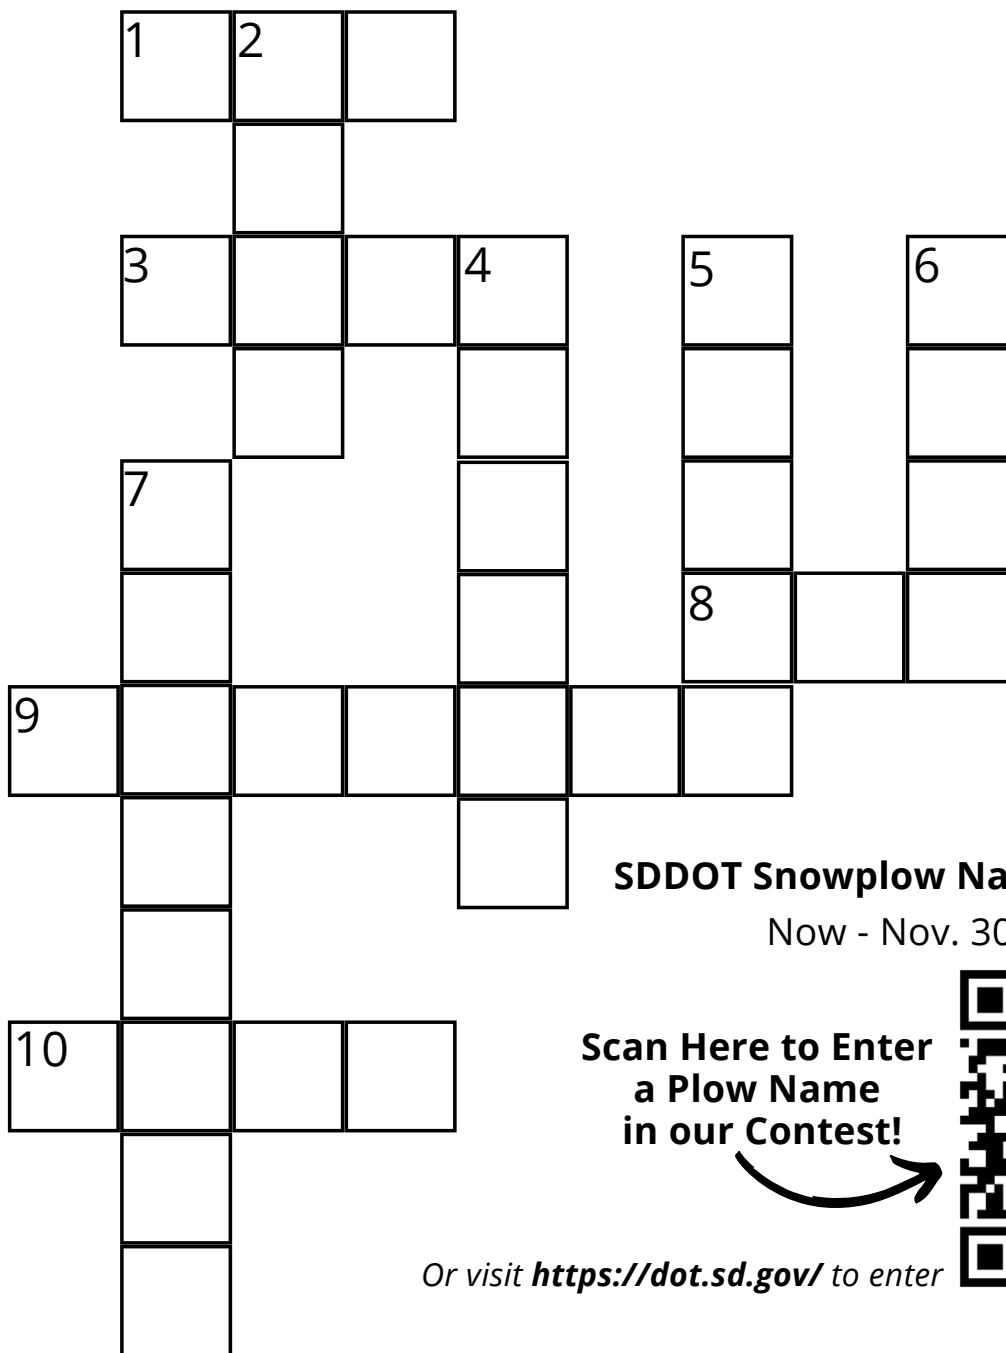 1 2
3 4 5 6
7
8
9
SDDOT Snowplow Na
Now - Nov. 30
10
Scan Here to Enter
a Plow Name
in our Contest!
Or visit https://dot.sd.gov/ to enter